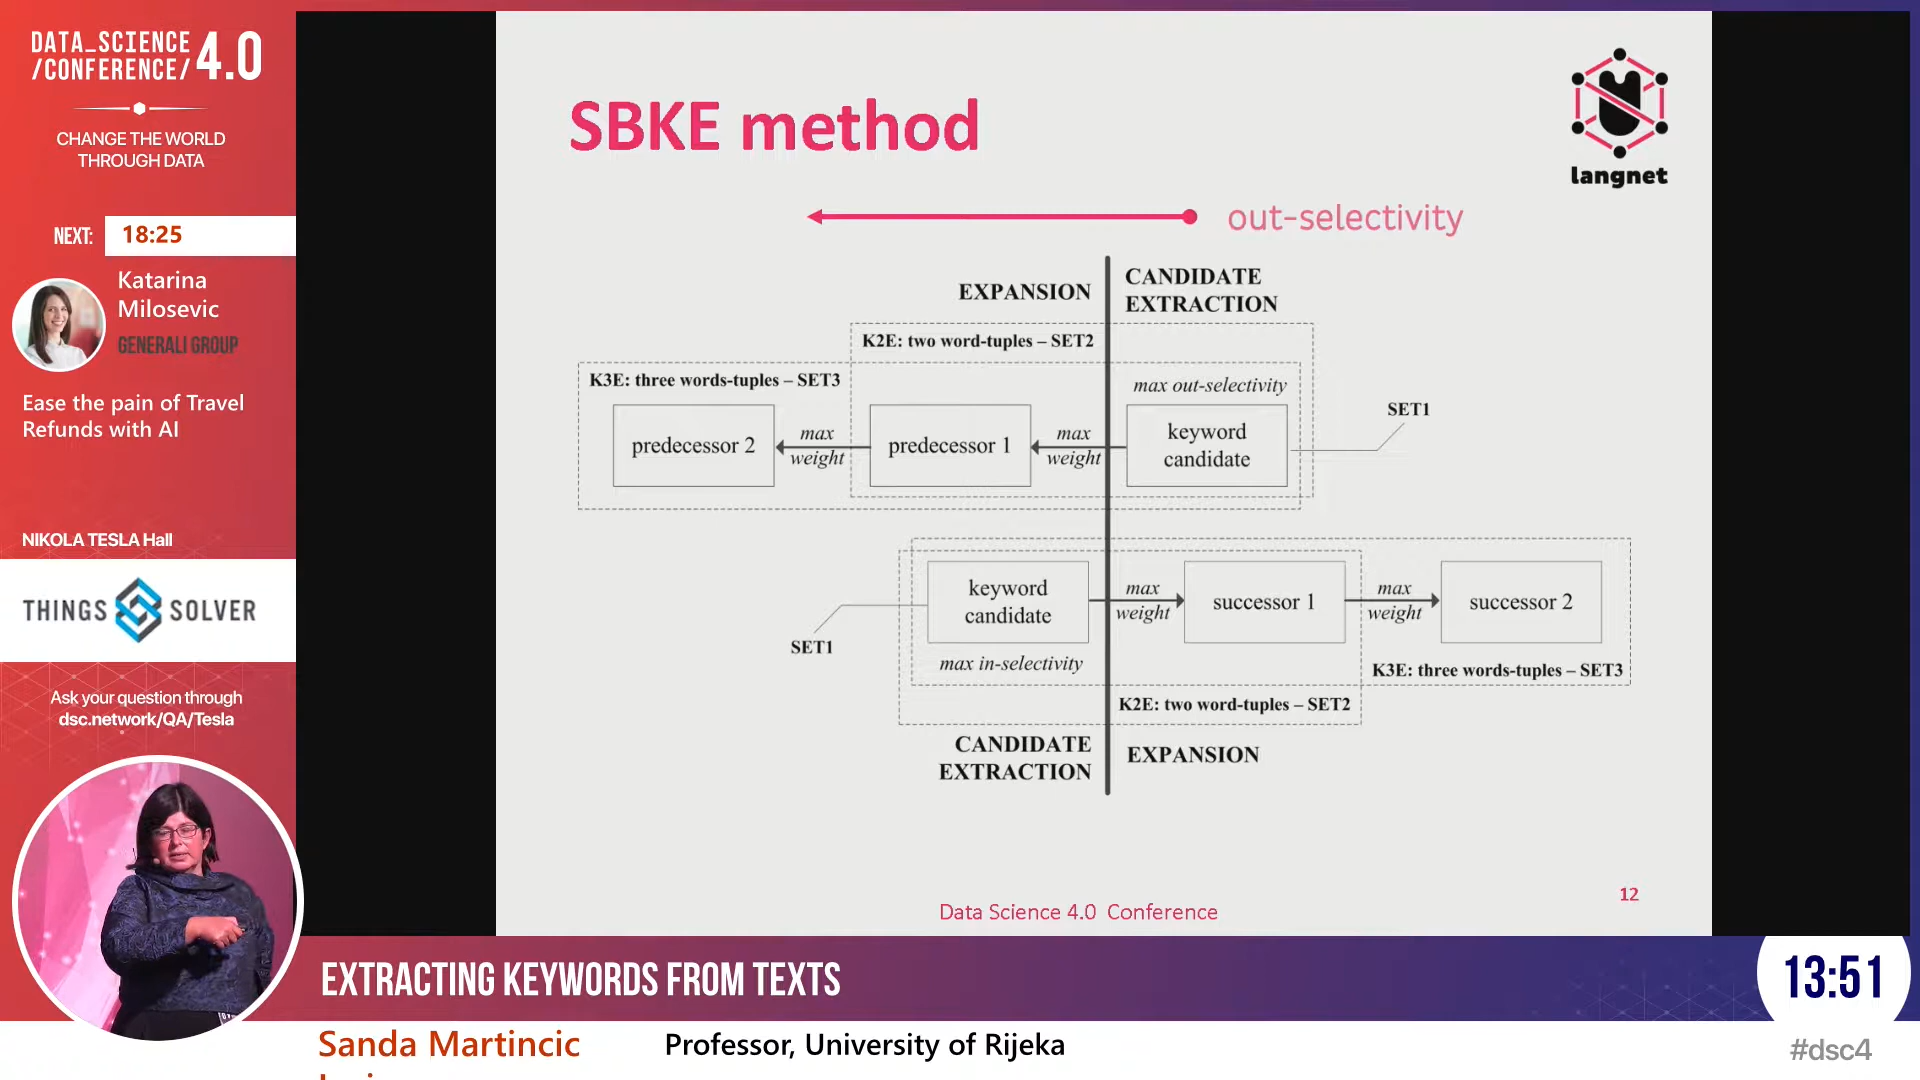 DATA_SCIENCE
/CONFERENCE/ 4.0
CHANGE THE WORLD
THROUGH DATA
NEXT: 18:25
Katarina
Milosevic
GENERALI GROUP
Ease the pain of Travel
Refunds with AI
NIKOLA TESLA Hall
THINGS SOLVER
Ask your question through
dsc.network/QA/Tesla
SBKE method
langnet
out-selectivity
EXPANSION
CANDIDATE
EXTRACTION
K2E: two word-tuples – SET2
K3E: three words-tuples – SET3
max out-selectivity
SET1
predecessor 2
max
weight
predecessor 1
max
weight
keyword
candidate
keyword
candidate
max
weight
successor 1
max
weight
successor 2
SET1
max in-selectivity
K3E: three words-tuples – SET3
K2E: two word-tuples – SET2
CANDIDATE
EXTRACTION
EXPANSION
12
Data Science 4.0 Conference
EXTRACTING KEYWORDS FROM TEXTS
13:51
Sanda Martincic
Professor, University of Rijeka
#dsc4